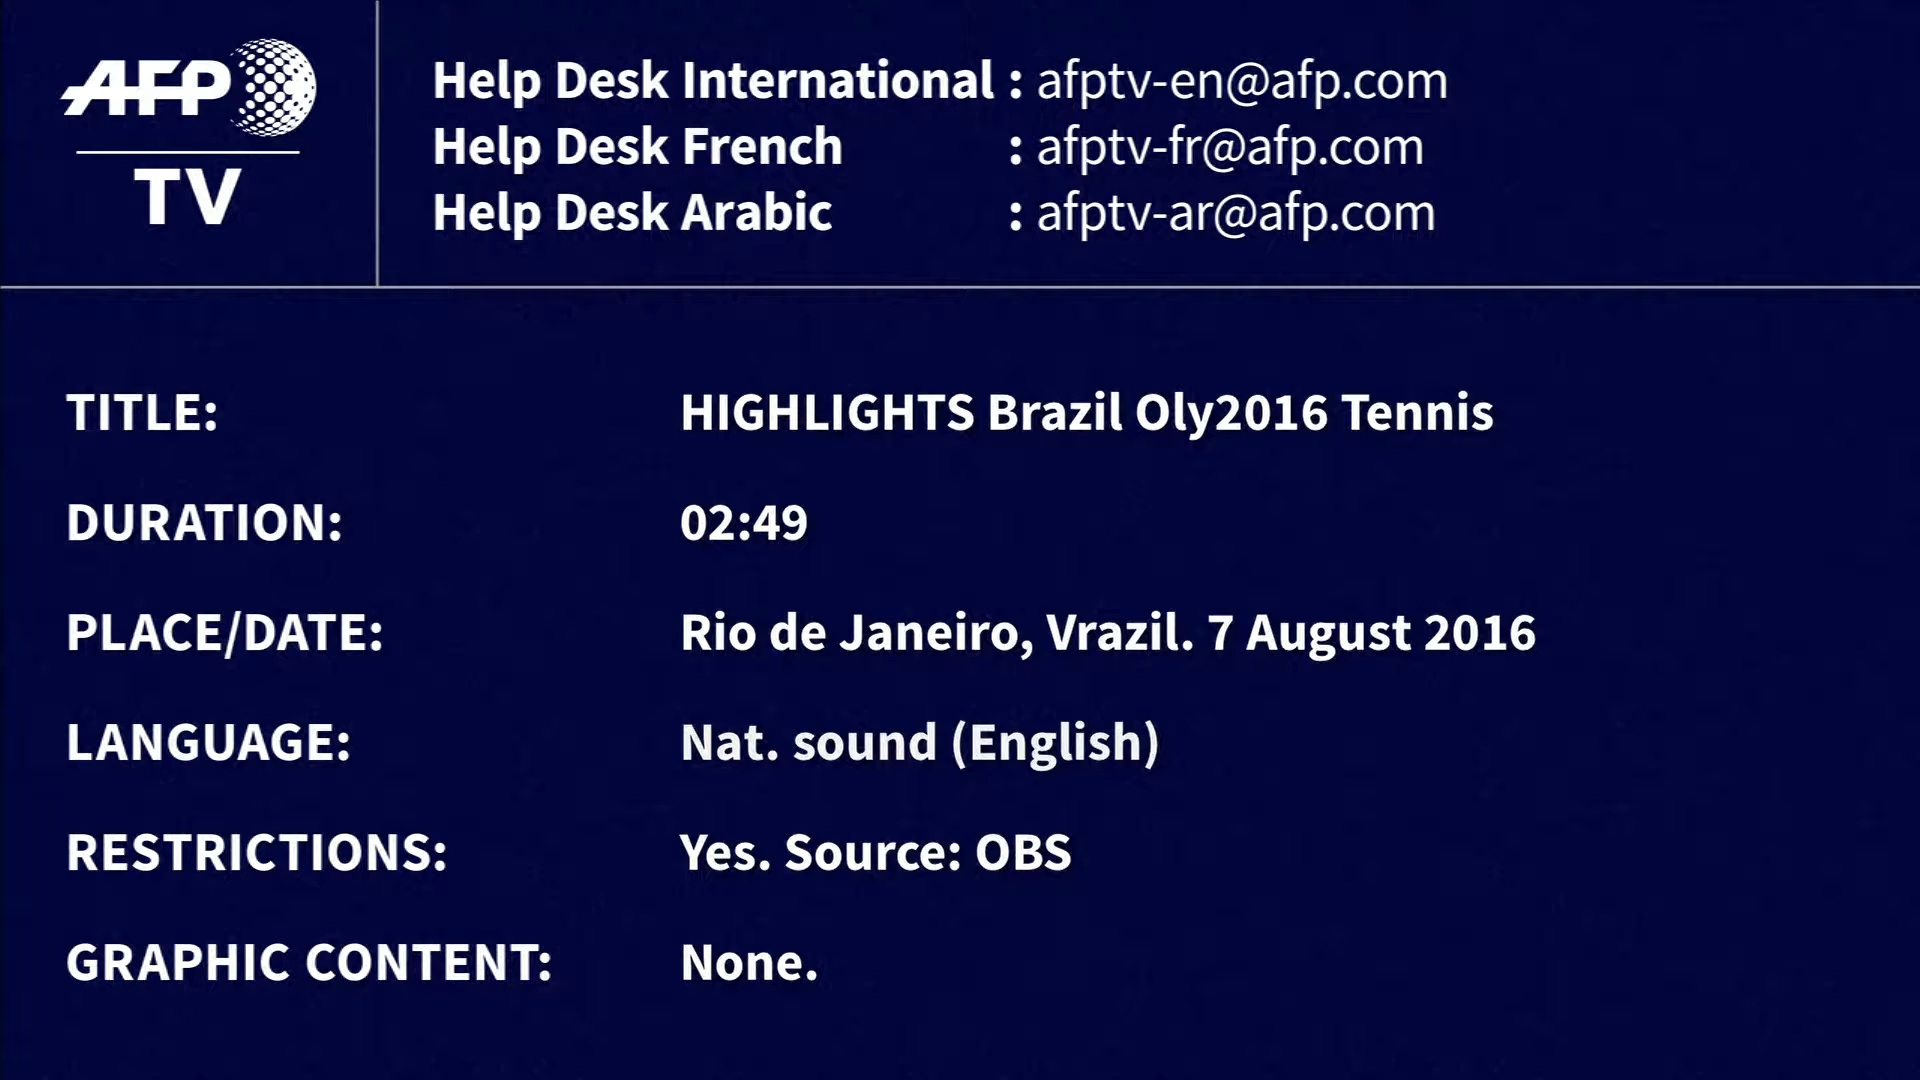 AFP
TV
Help Desk International : afptv-en@afp.com
Help Desk French : afptv-fr@afp.com
Help Desk Arabic : afptv-ar@afp.com
TITLE: HIGHLIGHTS Brazil Oly2016 Tennis
DURATION: 02:49
PLACE/DATE: Rio de Janeiro, Vrazil. 7 August 2016
LANGUAGE: Nat. sound (English)
RESTRICTIONS: Yes. Source: OBS
GRAPHIC CONTENT: None.